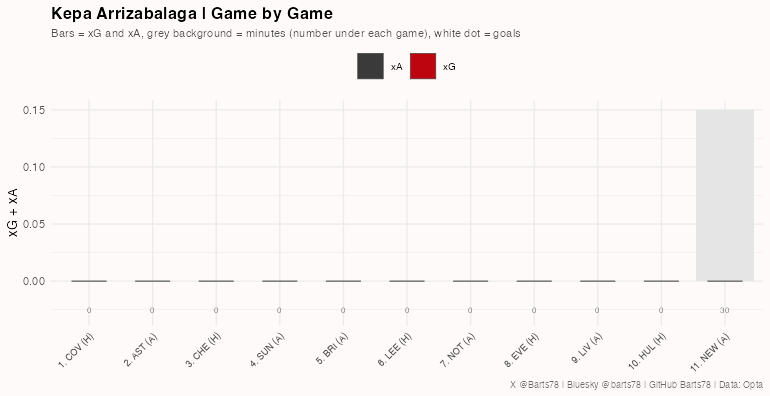 Kepa Arrizabalaga | Game by Game
Bars = xG and xA, grey background = minutes (number under each game), white dot = goals
xA xG
xG + xA
0.15
0.10
0.05
0.00
0 0 0 0 0 0 0 0 0 0 30
1. COV (H) 2. AST (A) 3. CHE (H) 4. SUN (A) 5. BRI (A) 6. LEE (H) 7. NOT (A) 8. EVE (H) 9. LIV (A) 10. HUL (H) 11. NEW (A)
X @Barts78 | Bluesky @barts78 | GitHub Barts78 | Data: Opta